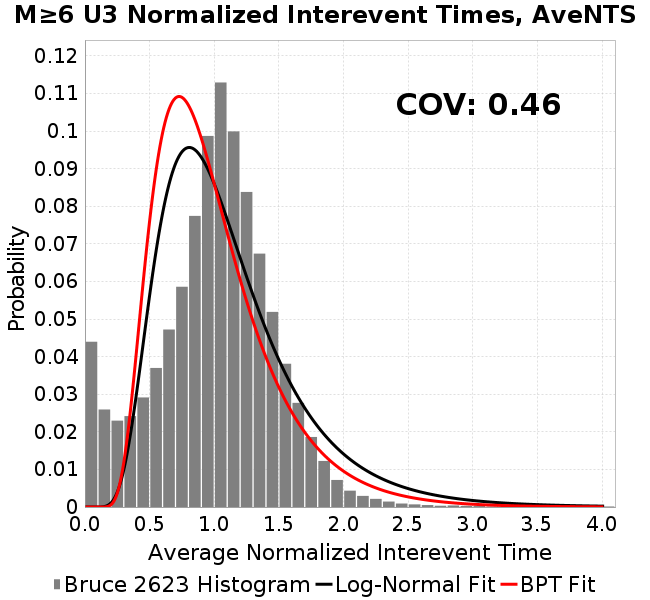 M≥6 U3 Normalized Interevent Times, AveNTS
COV: 0.46
0.12
0.11
0.1
0.09
0.08
0.07
0.06
0.05
0.04
0.03
0.02
0.01
0
Probability
0.0 0.5 1.0 1.5 2.0 2.5 3.0 3.5 4.0
Average Normalized Interevent Time
Bruce 2623 Histogram Log-Normal Fit BPT Fit